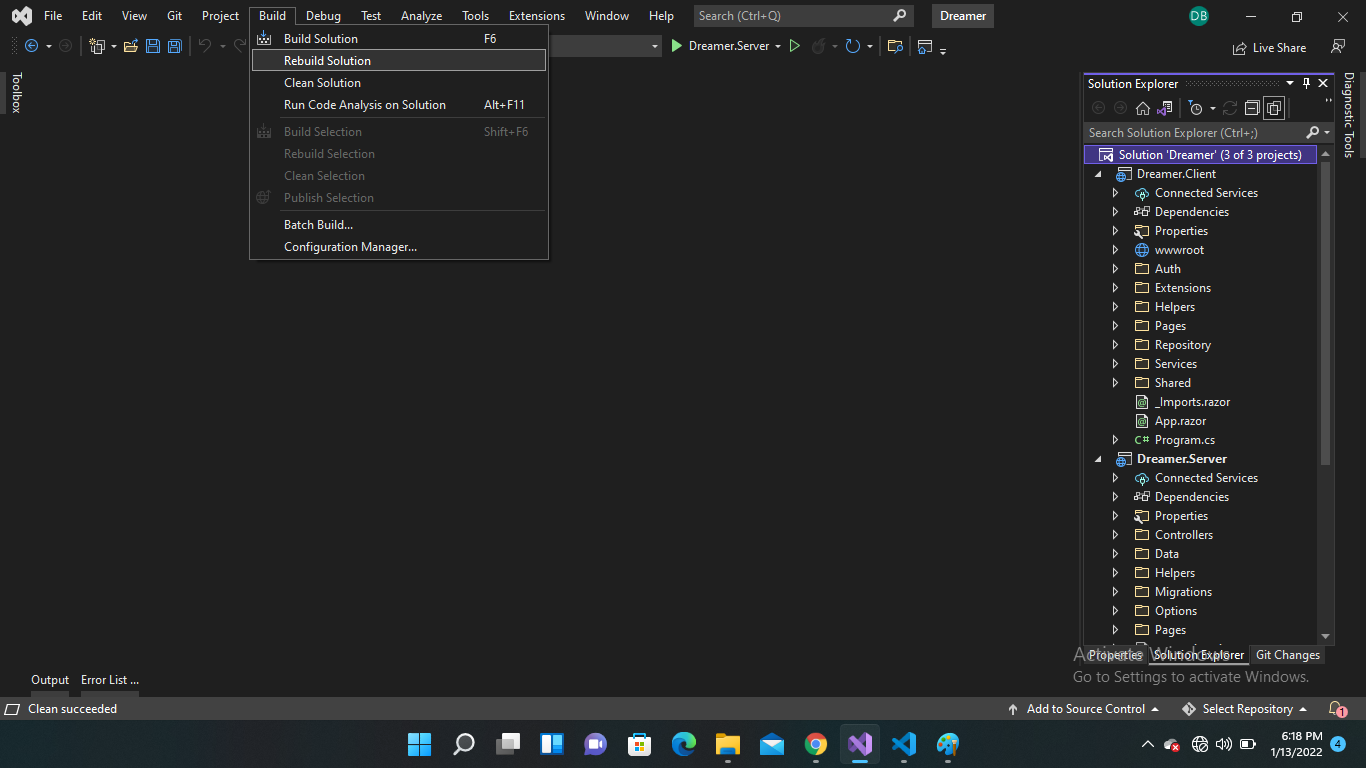 File Edit View Git Project Build Debug Test Analyze Tools Extensions Window Help Search (Ctrl+Q) Dreamer DB
Dreamer.Server Live Share
Build Solution F6
Rebuild Solution
Clean Solution
Run Code Analysis on Solution Alt+F11
Build Selection Shift+F6
Rebuild Selection
Clean Selection
Publish Selection
Batch Build...
Configuration Manager...
Toolbox
Diagnostic Tools
Solution Explorer
Search Solution Explorer (Ctrl+;)
Solution 'Dreamer' (3 of 3 projects)
Dreamer.Client
Connected Services
Dependencies
Properties
wwwroot
Auth
Extensions
Helpers
Pages
Repository
Services
Shared
_Imports.razor
App.razor
C# Program.cs
Dreamer.Server
Connected Services
Dependencies
Properties
Controllers
Data
Helpers
Migrations
Options
Pages
Properties Solution Explorer Git Changes
Activate Windows
Go to Settings to activate Windows.
Output Error List ...
Clean succeeded Add to Source Control Select Repository 1
6:18 PM
1/13/2022 4